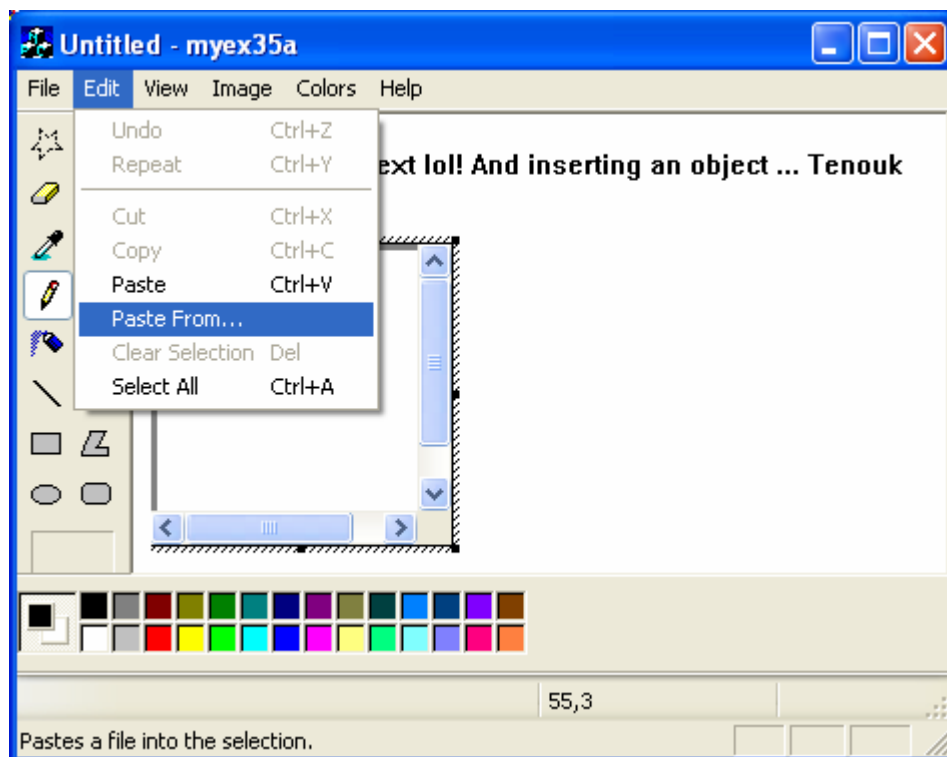 Untitled - myex35a
File Edit View Image Colors Help
Undo Ctrl+Z
Repeat Ctrl+Y
Cut Ctrl+X
Copy Ctrl+C
Paste Ctrl+V
Paste From...
Clear Selection Del
Select All Ctrl+A
lol! And inserting an object ... Tenouk
55,3
Pastes a file into the selection.